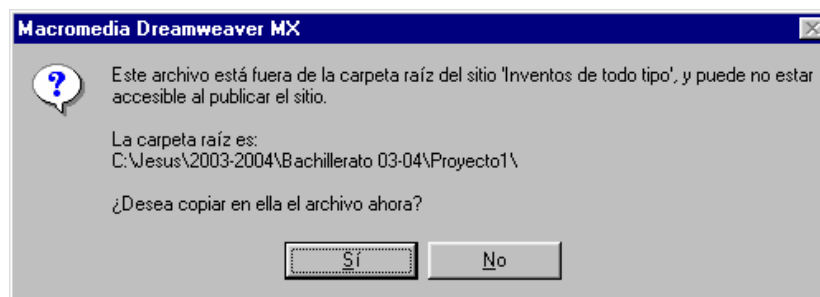 Macromedia Dreamweaver MX
Este archivo está fuera de la carpeta raíz del sitio 'Inventos de todo tipo', y puede no estar
accesible al publicar el sitio.
La carpeta raíz es:
C:\Jesus\2003-2004\Bachillerato 03-04\Proyecto1\
¿Desea copiar en ella el archivo ahora?
Sí
No